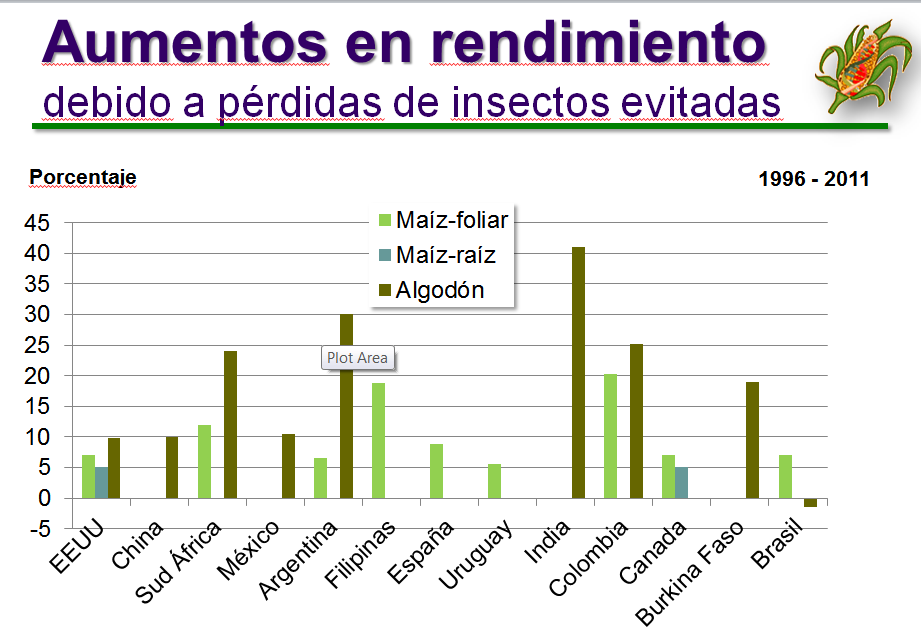 Aumentos en rendimiento
debido a pérdidas de insectos evitadas
Porcentaje
1996 - 2011
45
40
35
30
25
20
15
10
5
0
-5
Maíz-foliar
Maíz-raíz
Algodón
Plot Area
EEUU
China
Sud África
México
Argentina
Filipinas
España
Uruguay
India
Colombia
Canada
Burkina Faso
Brasil